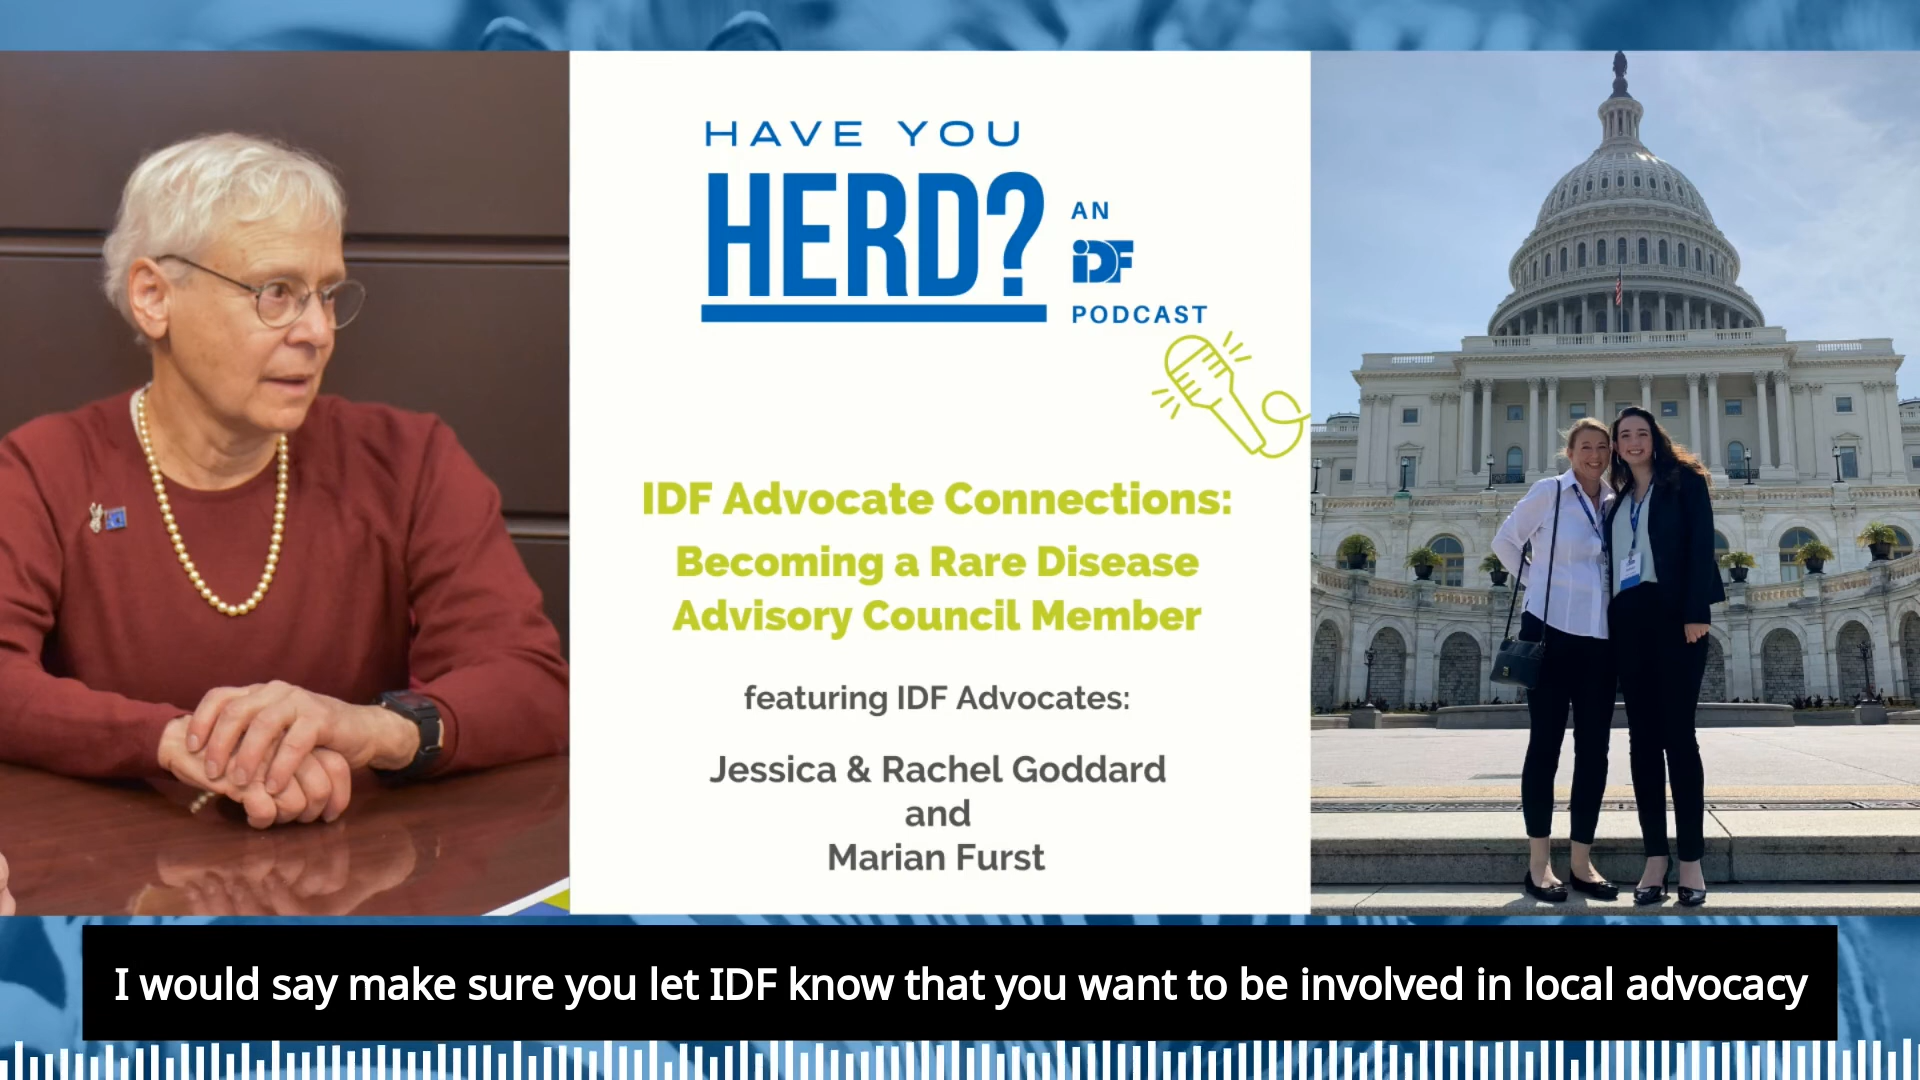 HAVE YOU
HERD?
AN
IDF
PODCAST
IDF Advocate Connections:
Becoming a Rare Disease
Advisory Council Member
featuring IDF Advocates:
Jessica & Rachel Goddard
and
Marian Furst
I would say make sure you let IDF know that you want to be involved in local advocacy